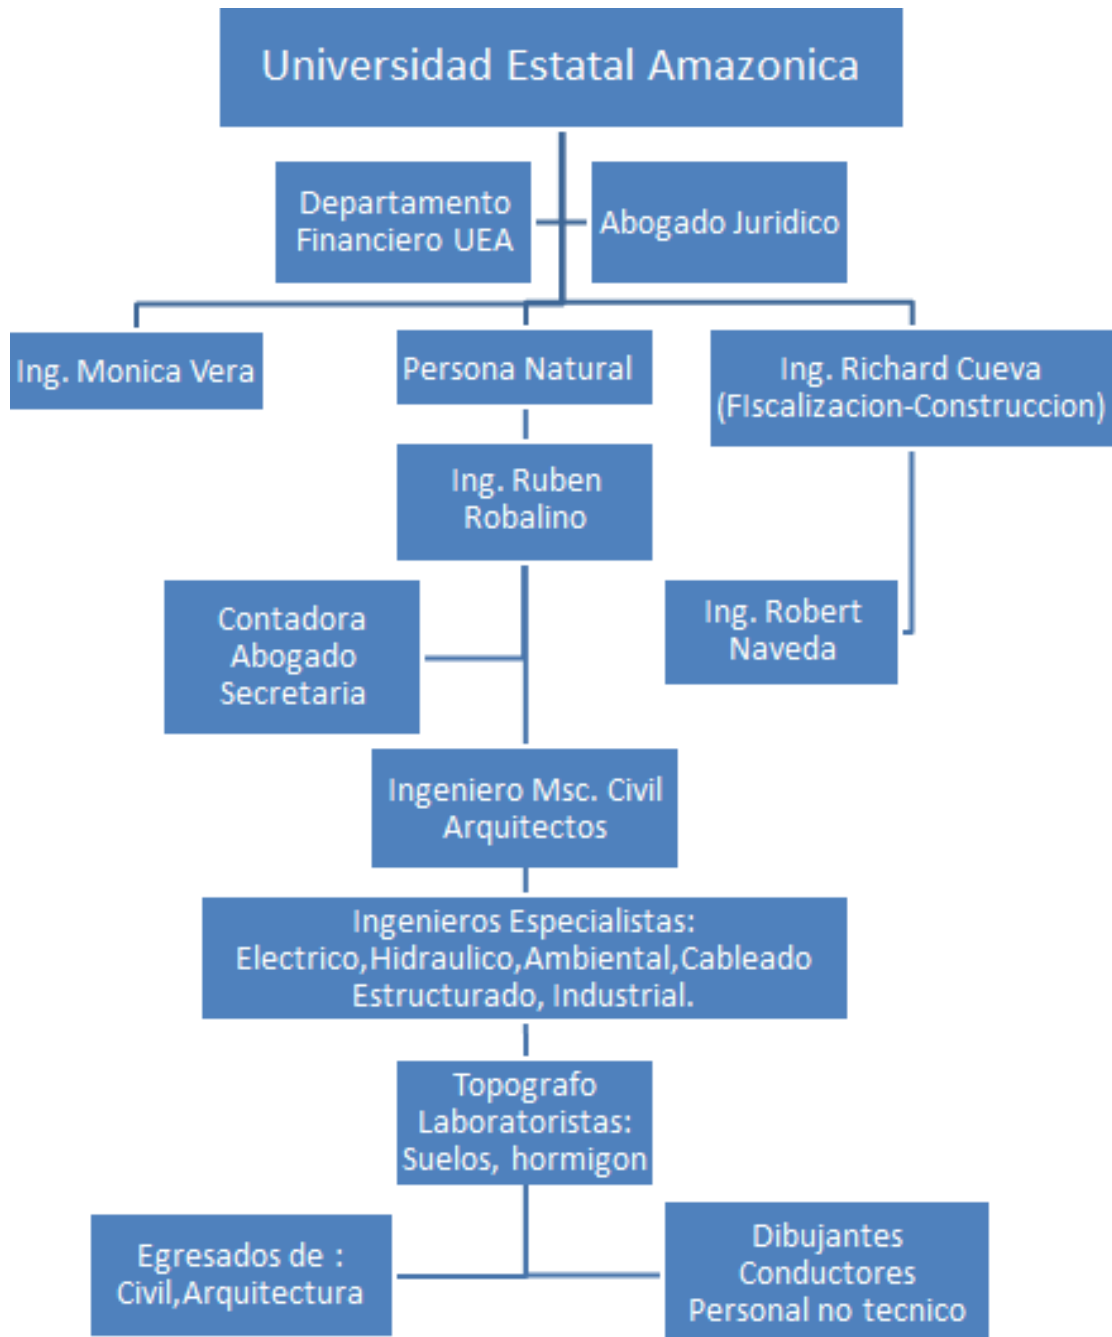 Universidad Estatal Amazonica
Departamento
Financiero UEA
Abogado Juridico
Ing. Monica Vera
Persona Natural
Ing. Richard Cueva
(FIscalizacion-Construccion)
Ing. Ruben
Robalino
Contadora
Abogado
Secretaria
Ing. Robert
Naveda
Ingeniero Msc. Civil
Arquitectos
Ingenieros Especialistas:
Electrico,Hidraulico,Ambiental,Cableado
Estructurado, Industrial.
Topografo
Laboratoristas:
Suelos, hormigon
Egresados de :
Civil,Arquitectura
Dibujantes
Conductores
Personal no tecnico